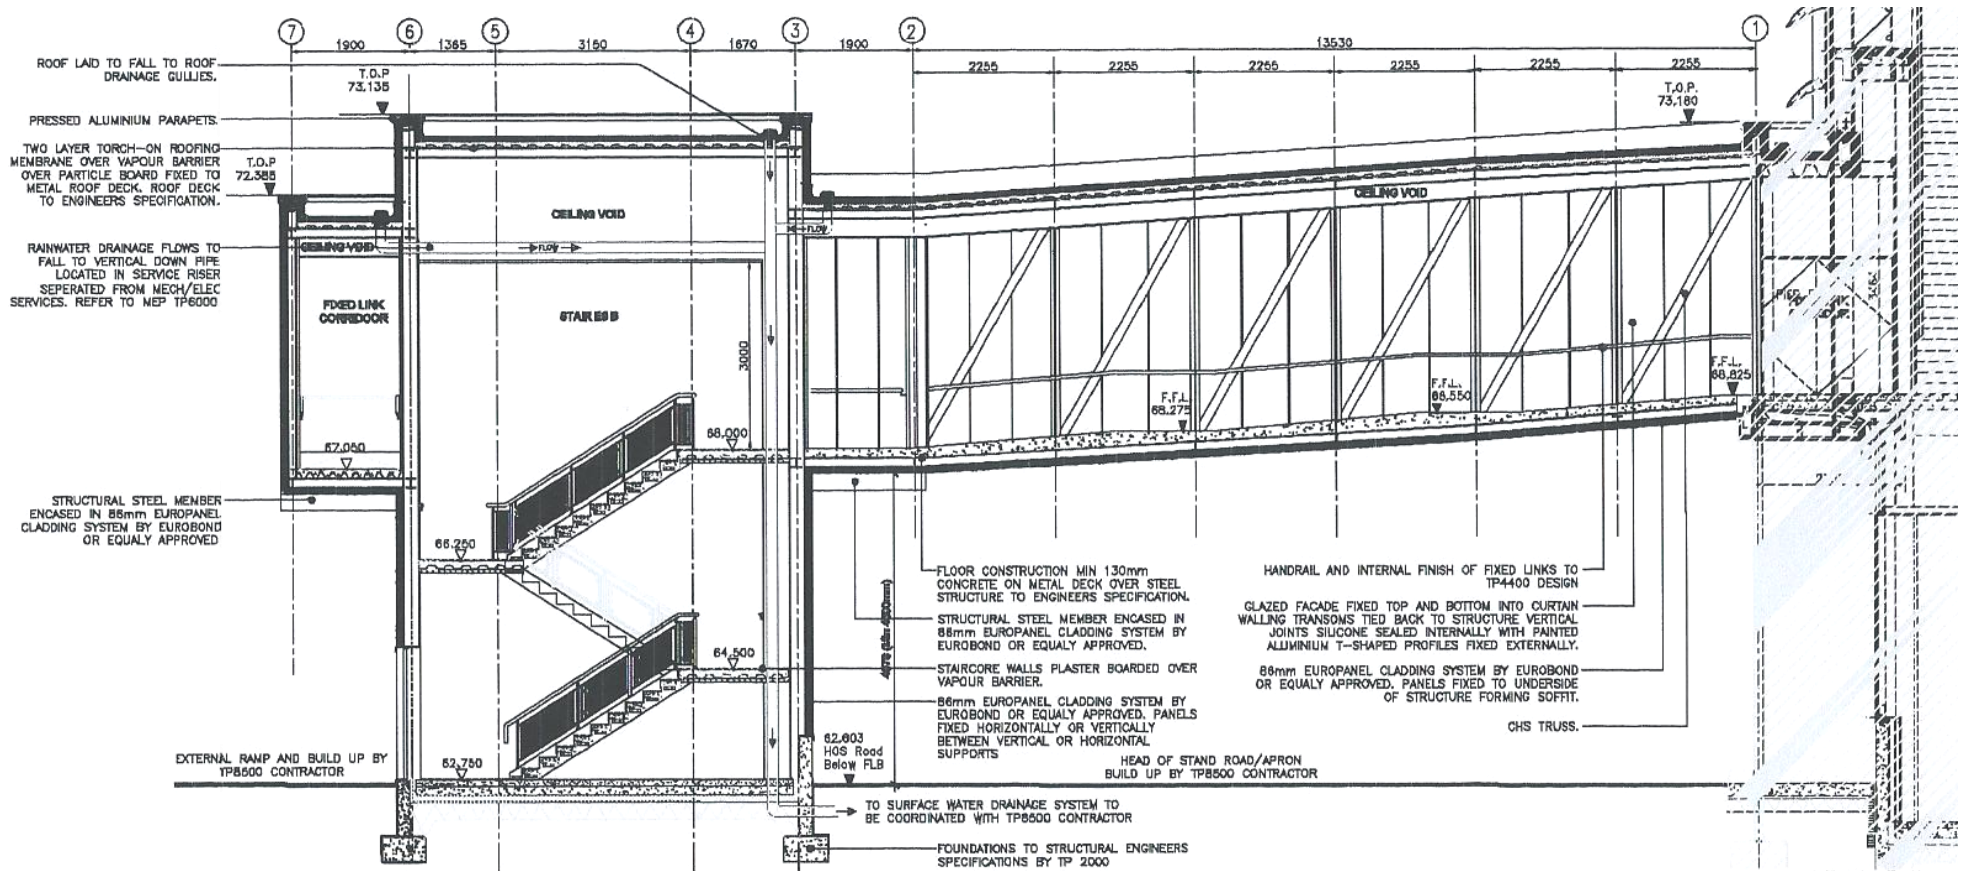 7 6 5 4 3 2 1
1900 1365 3150 1670 1900 13530
2255 2255 2255 2255 2255 2255
ROOF LAID TO FALL TO ROOF
DRAINAGE GULLIES.
T.O.P
73,135
T.O.P.
73,180
PRESSED ALUMINIUM PARAPETS.
TWO LAYER TORCH-ON ROOFING
MEMBRANE OVER VAPOUR BARRIER
OVER PARTICLE BOARD FIXED TO
METAL ROOF DECK. ROOF DECK
TO ENGINEERS SPECIFICATION.
T.O.P
72,385
CEILING VOID
CEILING VOID
RAINWATER DRAINAGE FLOWS TO
FALL TO VERTICAL DOWN PIPE
LOCATED IN SERVICE RISER
SEPERATED FROM MECH/ELEC
SERVICES. REFER TO MEP TP6000
CEILING VOID
FLOW
FLOW
FIXED LINK
CORRIDOOR
STAIRES B
3000
F.F.L.
68,275
F.F.L.
68,550
F.F.L.
68,825
67,050
68,000
STRUCTURAL STEEL MEMBER
ENCASED IN 86mm EUROPANEL
CLADDING SYSTEM BY EUROBOND
OR EQUALY APPROVED
66,250
FLOOR CONSTRUCTION MIN 130mm
CONCRETE ON METAL DECK OVER STEEL
STRUCTURE TO ENGINEERS SPECIFICATION.
STRUCTURAL STEEL MEMBER ENCASED IN
86mm EUROPANEL CLADDING SYSTEM BY
EUROBOND OR EQUALY APPROVED.
STAIRCORE WALLS PLASTER BOARDED OVER
VAPOUR BARRIER.
86mm EUROPANEL CLADDING SYSTEM BY
EUROBOND OR EQUALY APPROVED. PANELS
FIXED HORIZONTALLY OR VERTICALLY
BETWEEN VERTICAL OR HORIZONTAL
SUPPORTS
HANDRAIL AND INTERNAL FINISH OF FIXED LINKS TO
TP4400 DESIGN
GLAZED FACADE FIXED TOP AND BOTTOM INTO CURTAIN
WALLING TRANSOMS TIED BACK TO STRUCTURE VERTICAL
JOINTS SILICONE SEALED INTERNALLY WITH PAINTED
ALUMINIUM T-SHAPED PROFILES FIXED EXTERNALLY.
86mm EUROPANEL CLADDING SYSTEM BY EUROBOND
OR EQUALY APPROVED. PANELS FIXED TO UNDERSIDE
OF STRUCTURE FORMING SOFFIT.
CHS TRUSS.
64,500
62,603
HOS Road
Below FLB
EXTERNAL RAMP AND BUILD UP BY
TP8500 CONTRACTOR
62,750
HEAD OF STAND ROAD/APRON
BUILD UP BY TP8500 CONTRACTOR
TO SURFACE WATER DRAINAGE SYSTEM TO
BE COORDINATED WITH TP8500 CONTRACTOR
FOUNDATIONS TO STRUCTURAL ENGINEERS
SPECIFICATIONS BY TP 2000